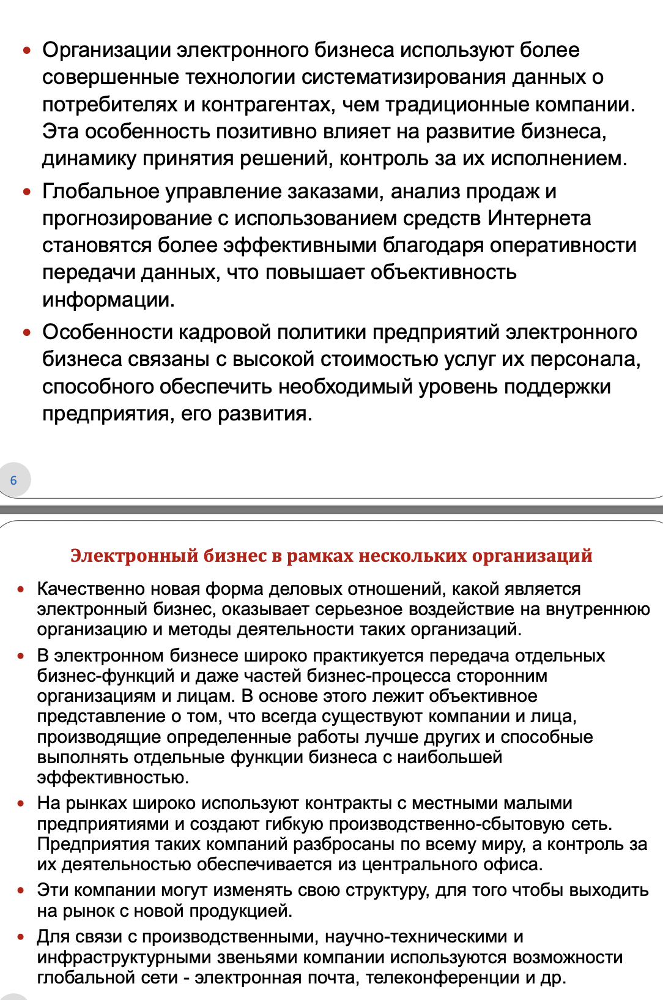 • Организации электронного бизнеса используют более
совершенные технологии систематизирования данных о
потребителях и контрагентах, чем традиционные компании.
Эта особенность позитивно влияет на развитие бизнеса,
динамику принятия решений, контроль за их исполнением.
• Глобальное управление заказами, анализ продаж и
прогнозирование с использованием средств Интернета
становятся более эффективными благодаря оперативности
передачи данных, что повышает объективность
информации.
• Особенности кадровой политики предприятий электронного
бизнеса связаны с высокой стоимостью услуг их персонала,
способного обеспечить необходимый уровень поддержки
предприятия, его развития.
6
Электронный бизнес в рамках нескольких организаций
• Качественно новая форма деловых отношений, какой является
электронный бизнес, оказывает серьезное воздействие на внутреннюю
организацию и методы деятельности таких организаций.
• В электронном бизнесе широко практикуется передача отдельных
бизнес-функций и даже частей бизнес-процесса сторонним
организациям и лицам. В основе этого лежит объективное
представление о том, что всегда существуют компании и лица,
производящие определенные работы лучше других и способные
выполнять отдельные функции бизнеса с наибольшей
эффективностью.
• На рынках широко используют контракты с местными малыми
предприятиями и создают гибкую производственно-сбытовую сеть.
Предприятия таких компаний разбросаны по всему миру, а контроль за
их деятельностью обеспечивается из центрального офиса.
• Эти компании могут изменять свою структуру, для того чтобы выходить
на рынок с новой продукцией.
• Для связи с производственными, научно-техническими и
инфраструктурными звеньями компании используются возможности
глобальной сети - электронная почта, телеконференции и др.